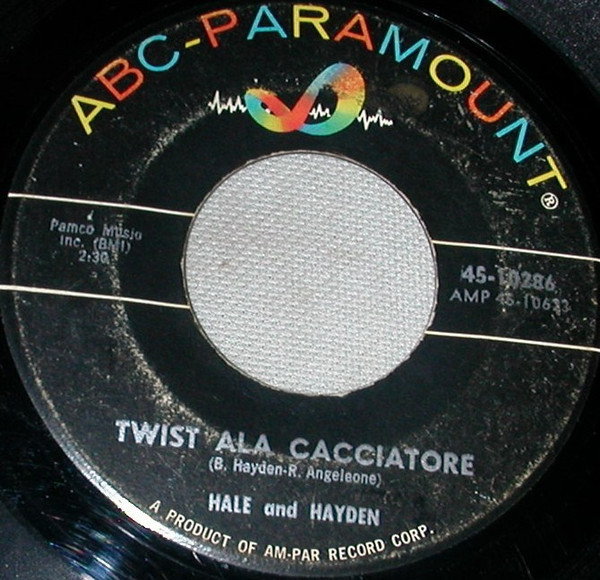 ABC-PARAMOUNT®
Pamco Music
Inc. (BMI)
2:30
45-10286
AMP 45-10633
TWIST ALA CACCIATORE
(B. Hayden-R. Angeleone)
HALE and HAYDEN
A PRODUCT OF AM-PAR RECORD CORP.